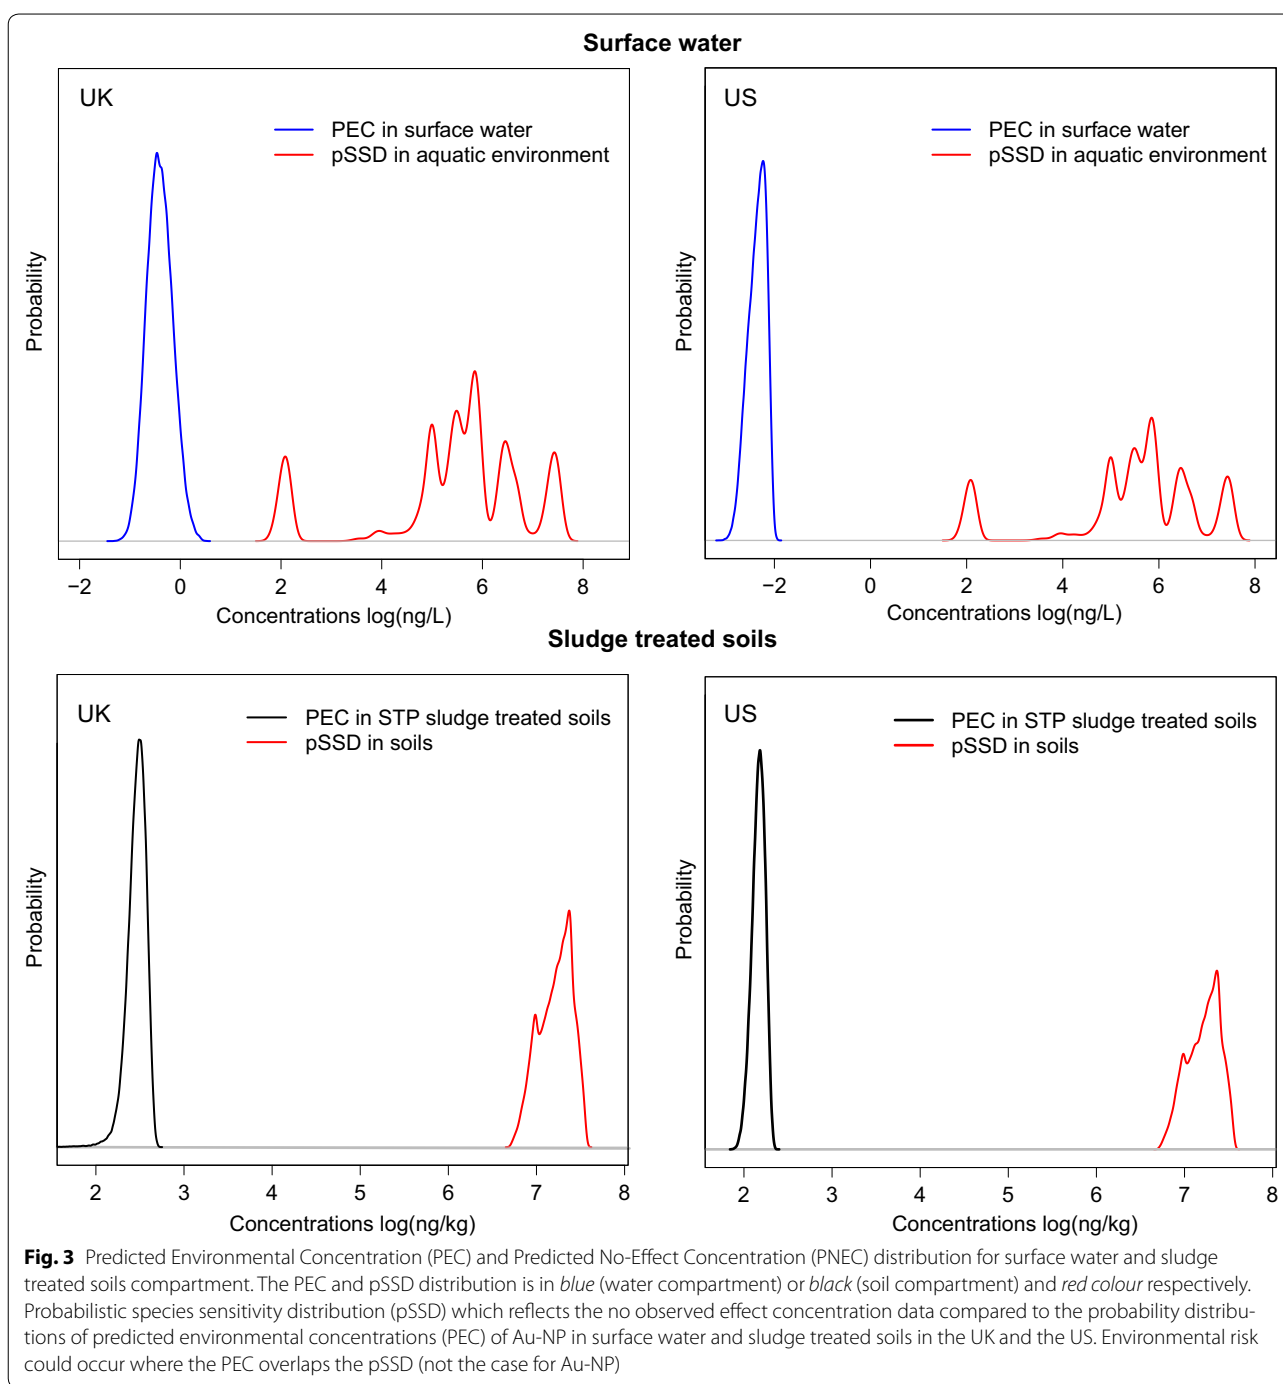 Surface water
UK
PEC in surface water
pSSD in aquatic environment
Probability
−2 0 2 4 6 8
Concentrations log(ng/L)
US
PEC in surface water
pSSD in aquatic environment
Probability
−2 0 2 4 6 8
Concentrations log(ng/L)
Sludge treated soils
UK
PEC in STP sludge treated soils
pSSD in soils
Probability
2 3 4 5 6 7 8
Concentrations log(ng/kg)
US
PEC in STP sludge treated soils
pSSD in soils
Probability
2 3 4 5 6 7 8
Concentrations log(ng/kg)
Fig. 3 Predicted Environmental Concentration (PEC) and Predicted No-Effect Concentration (PNEC) distribution for surface water and sludge
treated soils compartment. The PEC and pSSD distribution is in blue (water compartment) or black (soil compartment) and red colour respectively.
Probabilistic species sensitivity distribution (pSSD) which reflects the no observed effect concentration data compared to the probability distribu-
tions of predicted environmental concentrations (PEC) of Au-NP in surface water and sludge treated soils in the UK and the US. Environmental risk
could occur where the PEC overlaps the pSSD (not the case for Au-NP)